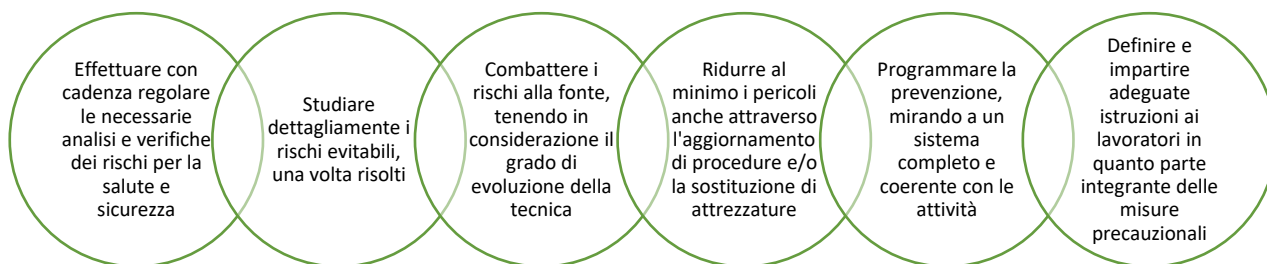 Effettuare con
cadenza regolare
le necessarie
analisi e verifiche
dei rischi per la
salute e
sicurezza
Studiare
dettagliamente i
rischi evitabili,
una volta risolti
Combattere i
rischi alla fonte,
tenendo in
considerazione il
grado di
evoluzione della
tecnica
Ridurre al
minimo i pericoli
anche attraverso
l'aggiornamento
di procedure e/o
la sostituzione di
attrezzature
Programmare la
prevenzione,
mirando a un
sistema
completo e
coerente con le
attività
Definire e
impartire
adeguate
istruzioni ai
lavoratori in
quanto parte
integrante delle
misure
precauzionali